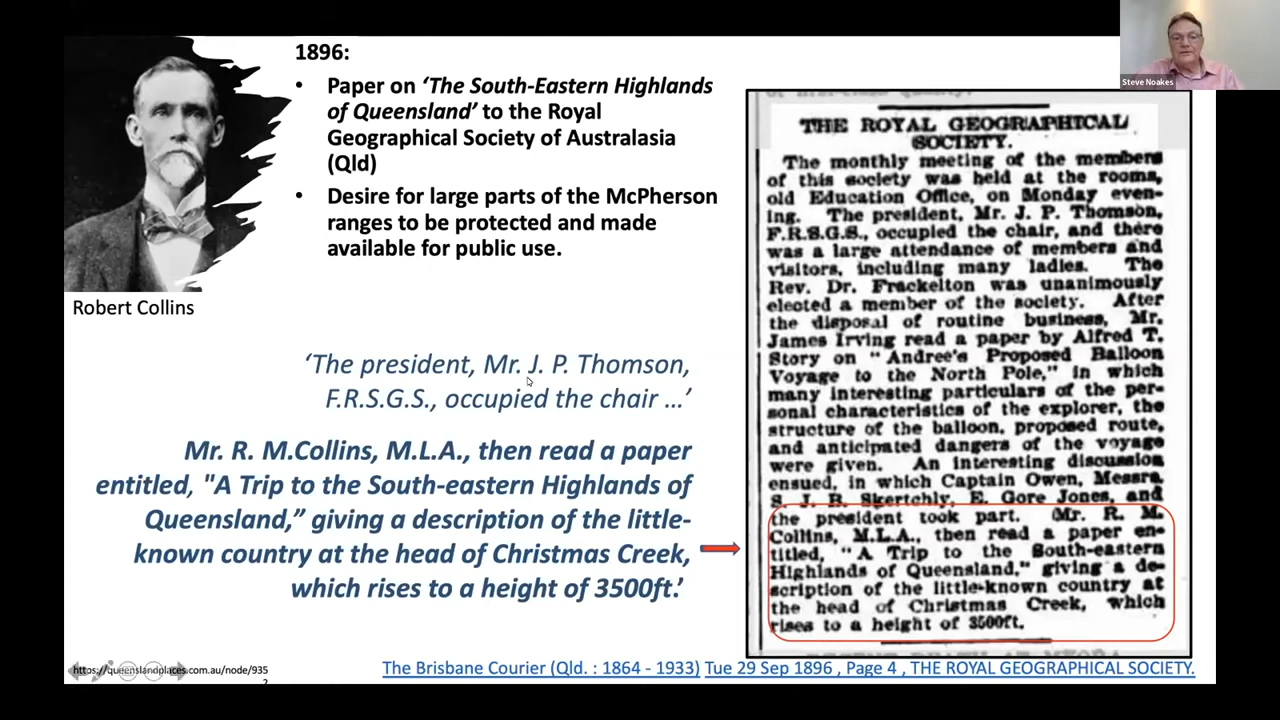 Steve Noakes
1896:
• Paper on ‘The South-Eastern Highlands
of Queensland’ to the Royal
Geographical Society of Australasia
(Qld)
• Desire for large parts of the McPherson
ranges to be protected and made
available for public use.
Robert Collins
‘The president, Mr. J. P. Thomson,
F.R.S.G.S., occupied the chair ...’
Mr. R. M.Collins, M.L.A., then read a paper
entitled, "A Trip to the South-eastern Highlands of
Queensland,” giving a description of the little-
known country at the head of Christmas Creek,
which rises to a height of 3500ft.’
THE ROYAL GEOGRAPHICAL
SOCIETY.
The monthly meeting of the members
of this society was held at the rooms,
old Education Office, on Monday even-
ing. The president, Mr. J. P. Thomson,
F.R.S.G.S., occupied the chair, and there
was a large attendance of members and
visitors, including many ladies. The
Rev. Dr. Frackelton was unanimously
elected a member of the society. After
the disposal of routine business, Mr.
James Irving read a paper by Alfred T.
Story on "Andree's Proposed Balloon
Voyage to the North Pole," in which
many interesting particulars of the per-
sonal characteristics of the explorer, the
structure of the balloon, proposed route,
and anticipated dangers of the voyage
were given. An interesting discussion
ensued, in which Captain Owen, Messrs.
S. J. B. Skertchly, E. Gore Jones, and
the president took part. Mr. R. M.
Collins, M.L.A., then read a paper en-
titled, "A Trip to the South-eastern
Highlands of Queensland," giving a de-
scription of the little-known country at
the head of Christmas Creek, which
rises to a height of 3500ft.
https://queenslandplaces.com.au/node/935
2
The Brisbane Courier (Qld. : 1864 - 1933) Tue 29 Sep 1896 , Page 4 , THE ROYAL GEOGRAPHICAL SOCIETY.